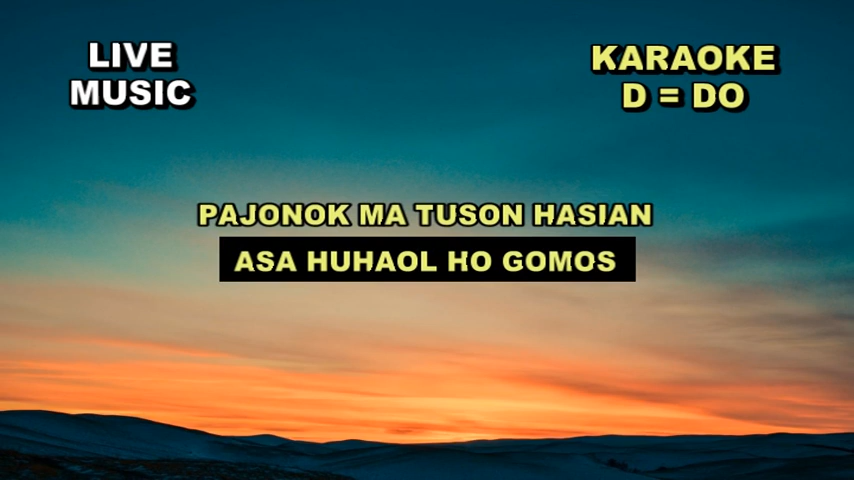 LIVE
MUSIC
KARAOKE
D = DO
PAJONOK MA TUSON HASIAN
ASA HUHAOL HO GOMOS